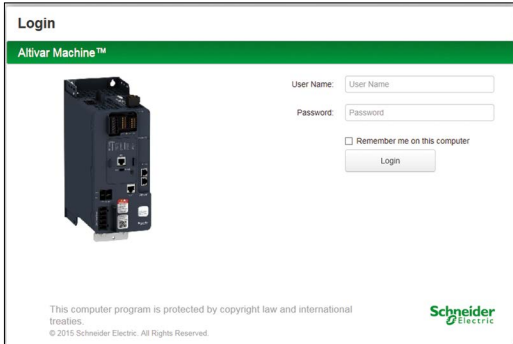 Login
Altivar Machine™
User Name: User Name
Password: Password
Remember me on this computer
Login
This computer program is protected by copyright law and international
treaties.
© 2015 Schneider Electric. All Rights Reserved.
Schneider
Electric